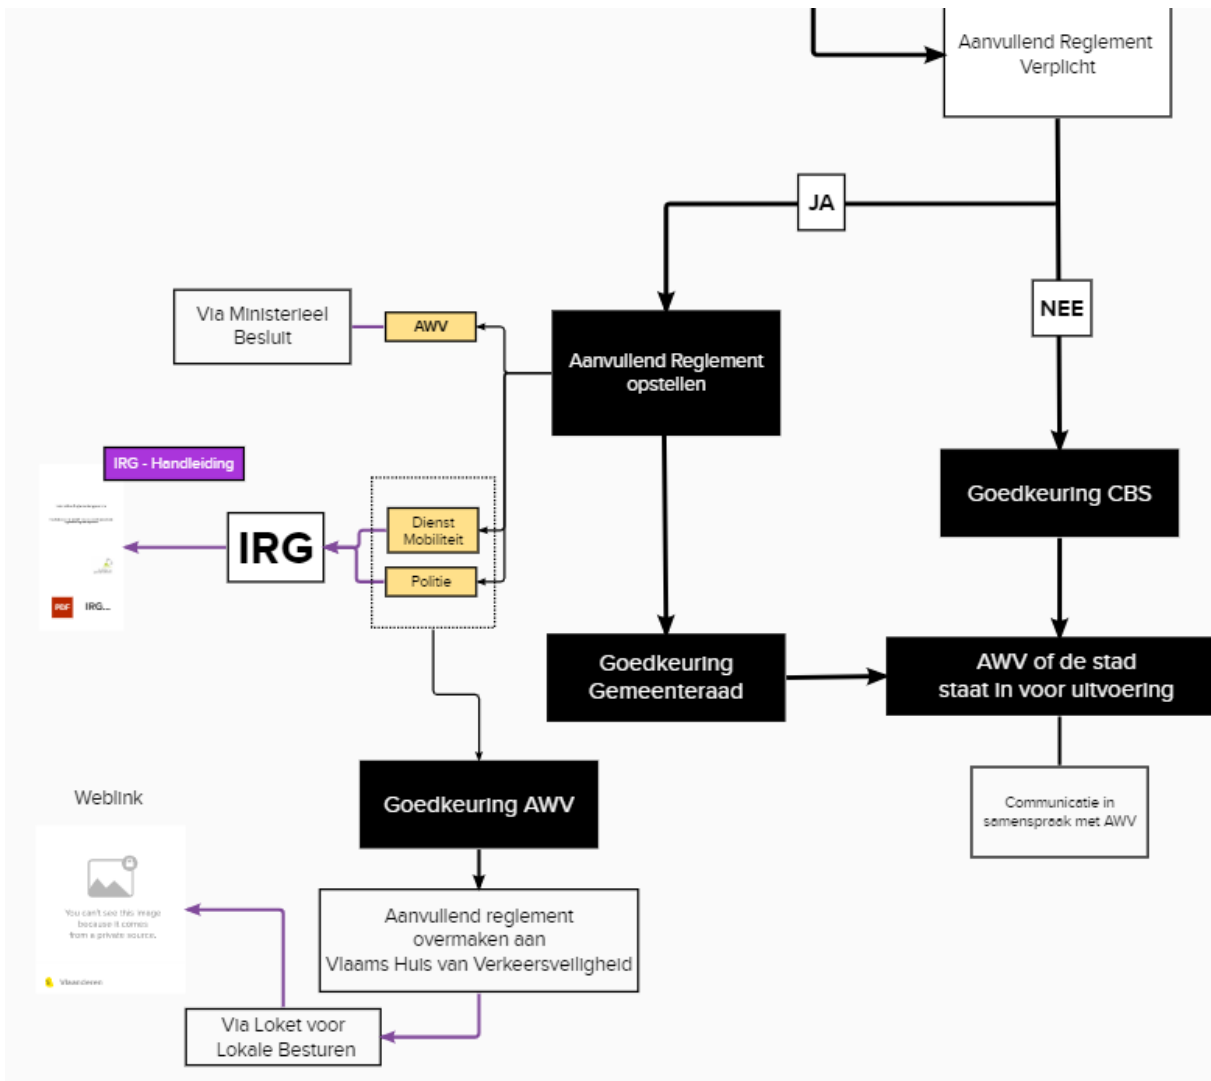 Aanvullend Reglement
Verplicht
JA
NEE
Via Ministerieel
Besluit
AWV
Aanvullend Reglement
opstellen
IRG - Handleiding
Goedkeuring CBS
Dienst
Mobiliteit
IRG
Politie
PDF
IRG...
Goedkeuring
Gemeenteraad
AWV of de stad
staat in voor uitvoering
Goedkeuring AWV
Weblink
Communicatie in
samenspraak met AWV
You can't see this image
because it comes
from a private source.
Vlaanderen
Aanvullend reglement
overmaken aan
Vlaams Huis van Verkeersveiligheid
Via Loket voor
Lokale Besturen